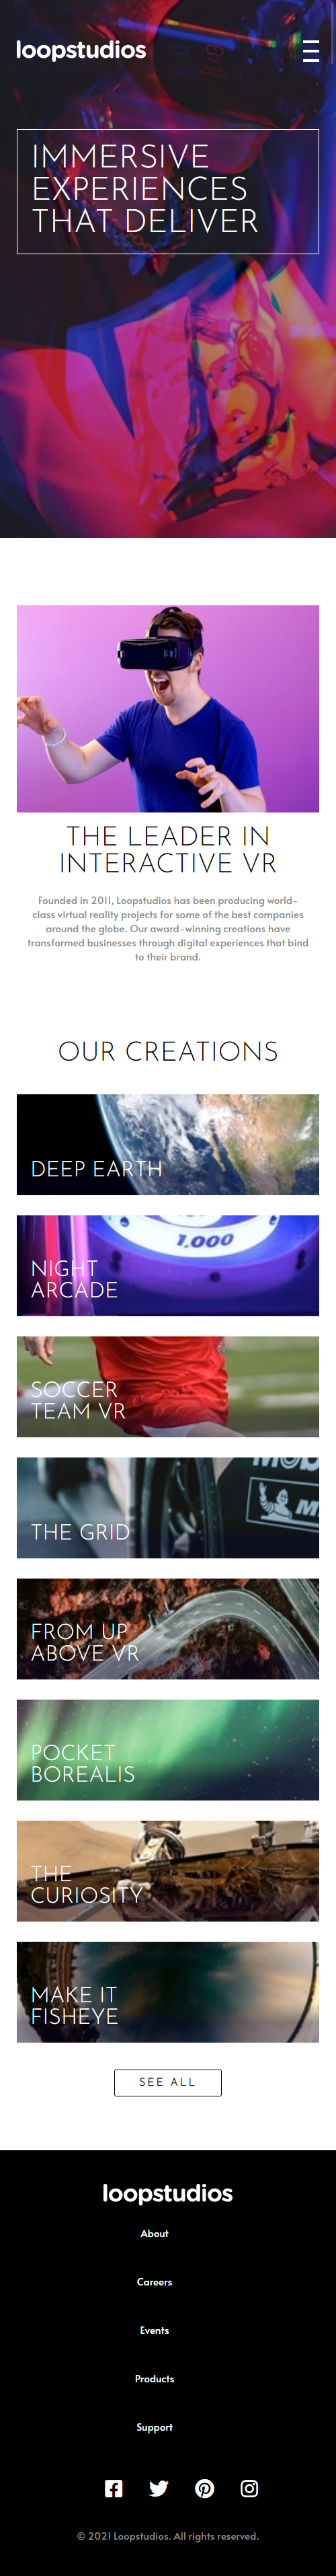 loopstudios
IMMERSIVE
EXPERIENCES
THAT DELIVER
THE LEADER IN
INTERACTIVE VR
Founded in 2011, Loopstudios has been producing world-
class virtual reality projects for some of the best companies
around the globe. Our award-winning creations have
transformed businesses through digital experiences that bind
to their brand.
OUR CREATIONS
DEEP EARTH
1,000
NIGHT
ARCADE
SOCCER
TEAM VR
THE GRID
FROM UP
ABOVE VR
POCKET
BOREALIS
THE
CURIOSITY
MAKE IT
FISHEYE
SEE ALL
loopstudios
About
Careers
Events
Products
Support
© 2021 Loopstudios. All rights reserved.